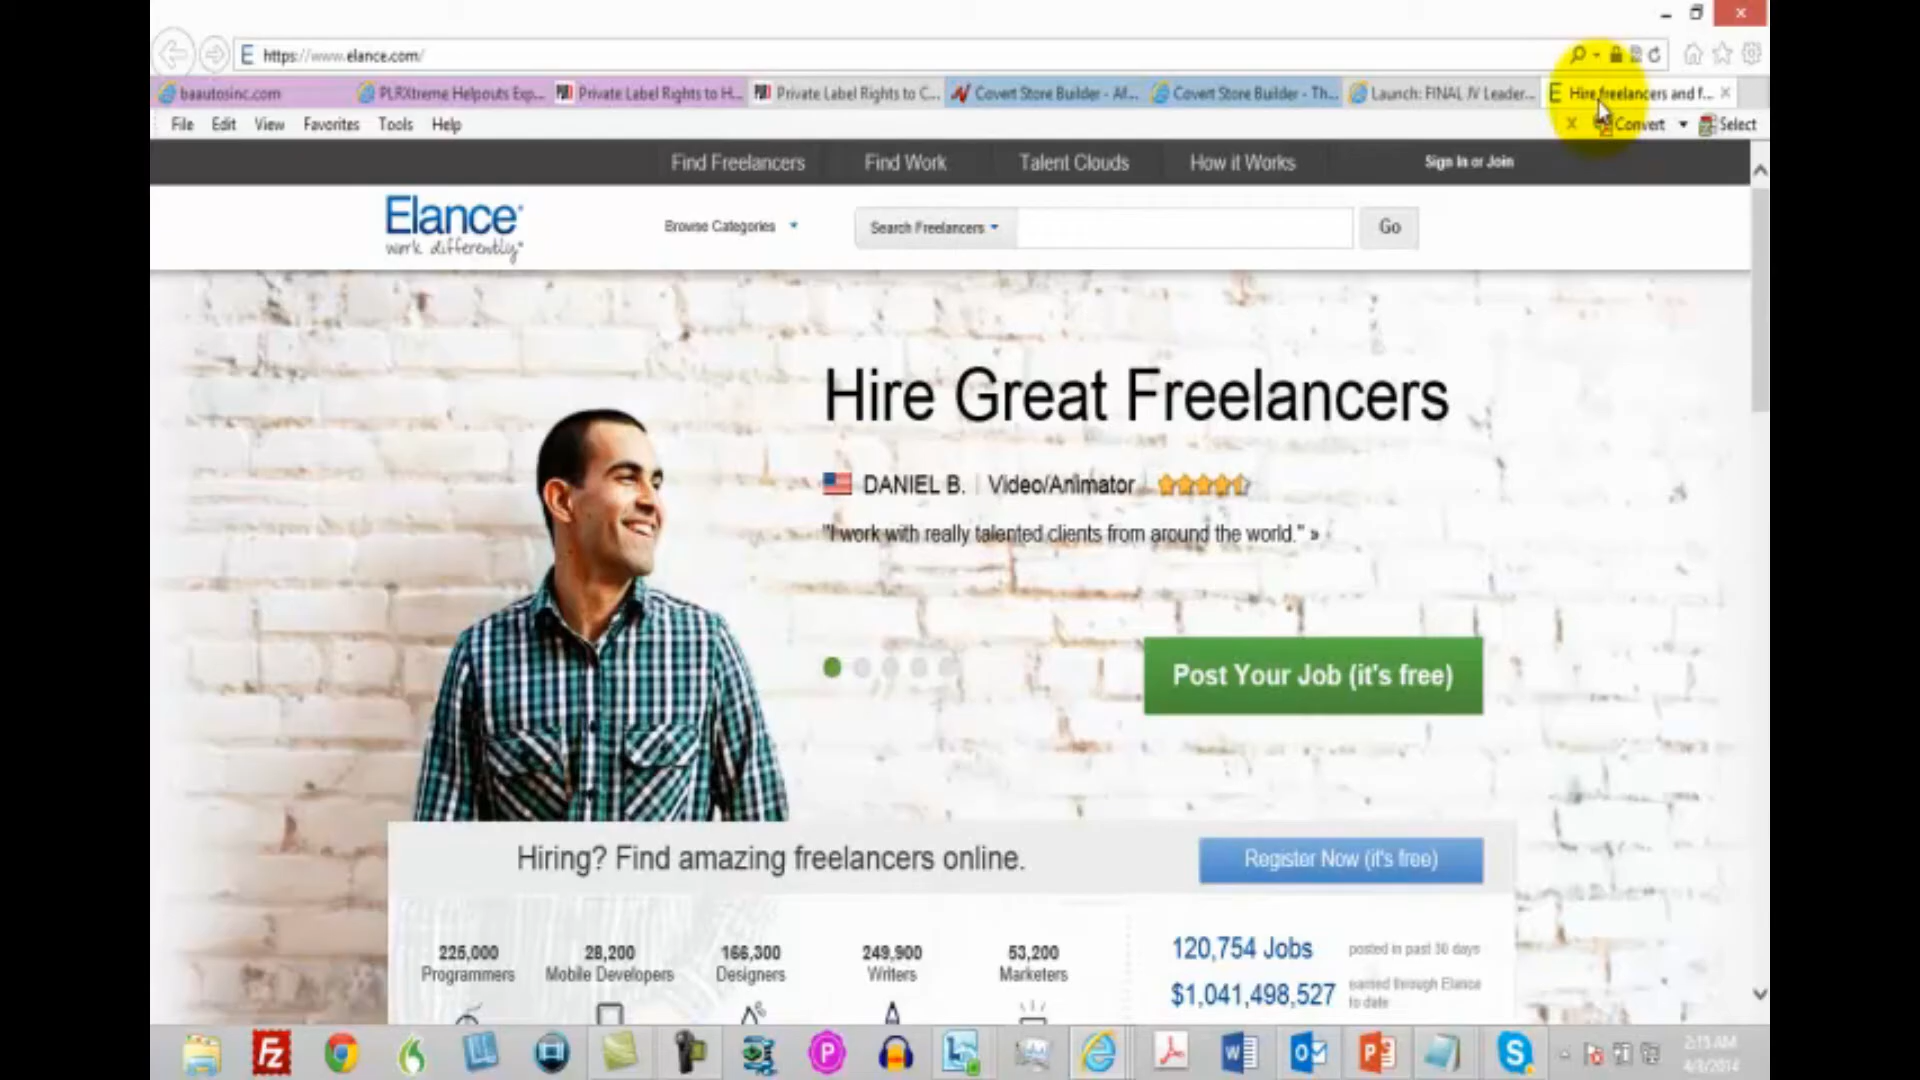 https://www.elance.com/
baautosinc.com
PLRXtreme Helpouts Exp...
Private Label Rights to H...
Private Label Rights to C...
Covert Store Builder - Af...
Covert Store Builder - Th...
Launch: FINAL JV Leader...
Hire freelancers and f...
File Edit View Favorites Tools Help
Convert Select
Find Freelancers Find Work Talent Clouds How it Works Sign In or Join
Elance
work differently
Browse Categories
Search Freelancers
Go
Hire Great Freelancers
DANIEL B. | Video/Animator
"I work with really talented clients from around the world." »
Post Your Job (it's free)
Hiring? Find amazing freelancers online.
Register Now (it's free)
225,000
Programmers
28,200
Mobile Developers
166,300
Designers
249,900
Writers
53,200
Marketers
120,754 Jobs
posted in past 30 days
$1,041,498,527
earned through Elance
to date
2:13 AM
4/8/2014